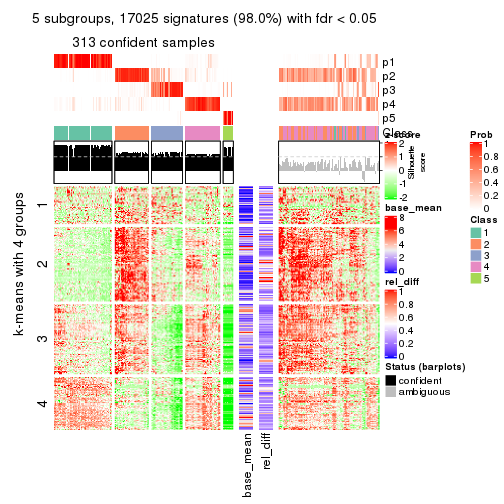 5 subgroups, 17025 signatures (98.0%) with fdr < 0.05
313 confident samples
p1
p2
p3
p4
p5
Class
Silhouette
score
k-means with 4 groups
1
2
3
4
base_mean
rel_diff
z-score
2
1
0
-1
-2
base_mean
8
6
4
2
0
rel_diff
1
0.8
0.6
0.4
0.2
0
Status (barplots)
confident
ambiguous
Prob
1
0.8
0.6
0.4
0.2
0
Class
1
2
3
4
5